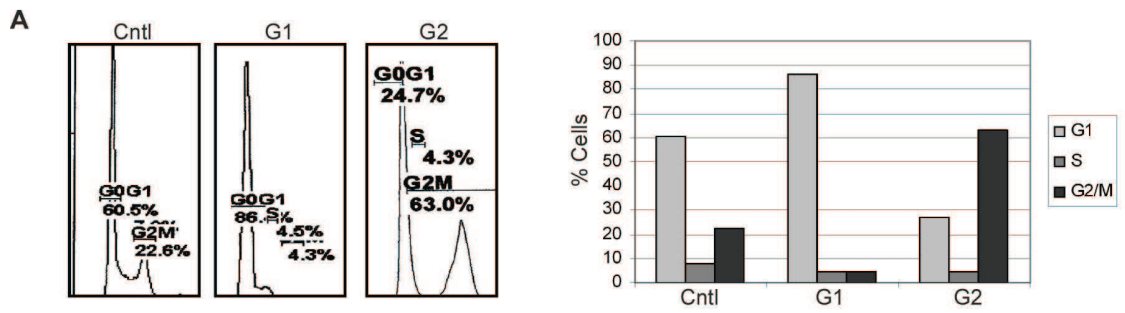 A
Cntl
G0G1
60.5%
G2M
22.6%
G1
G0G1
86.
S
4.5%
4.3%
G2
G0G1
24.7%
S
4.3%
G2M
63.0%
% Cells
100
90
80
70
60
50
40
30
20
10
0
Cntl
G1
G2
G1
S
G2/M